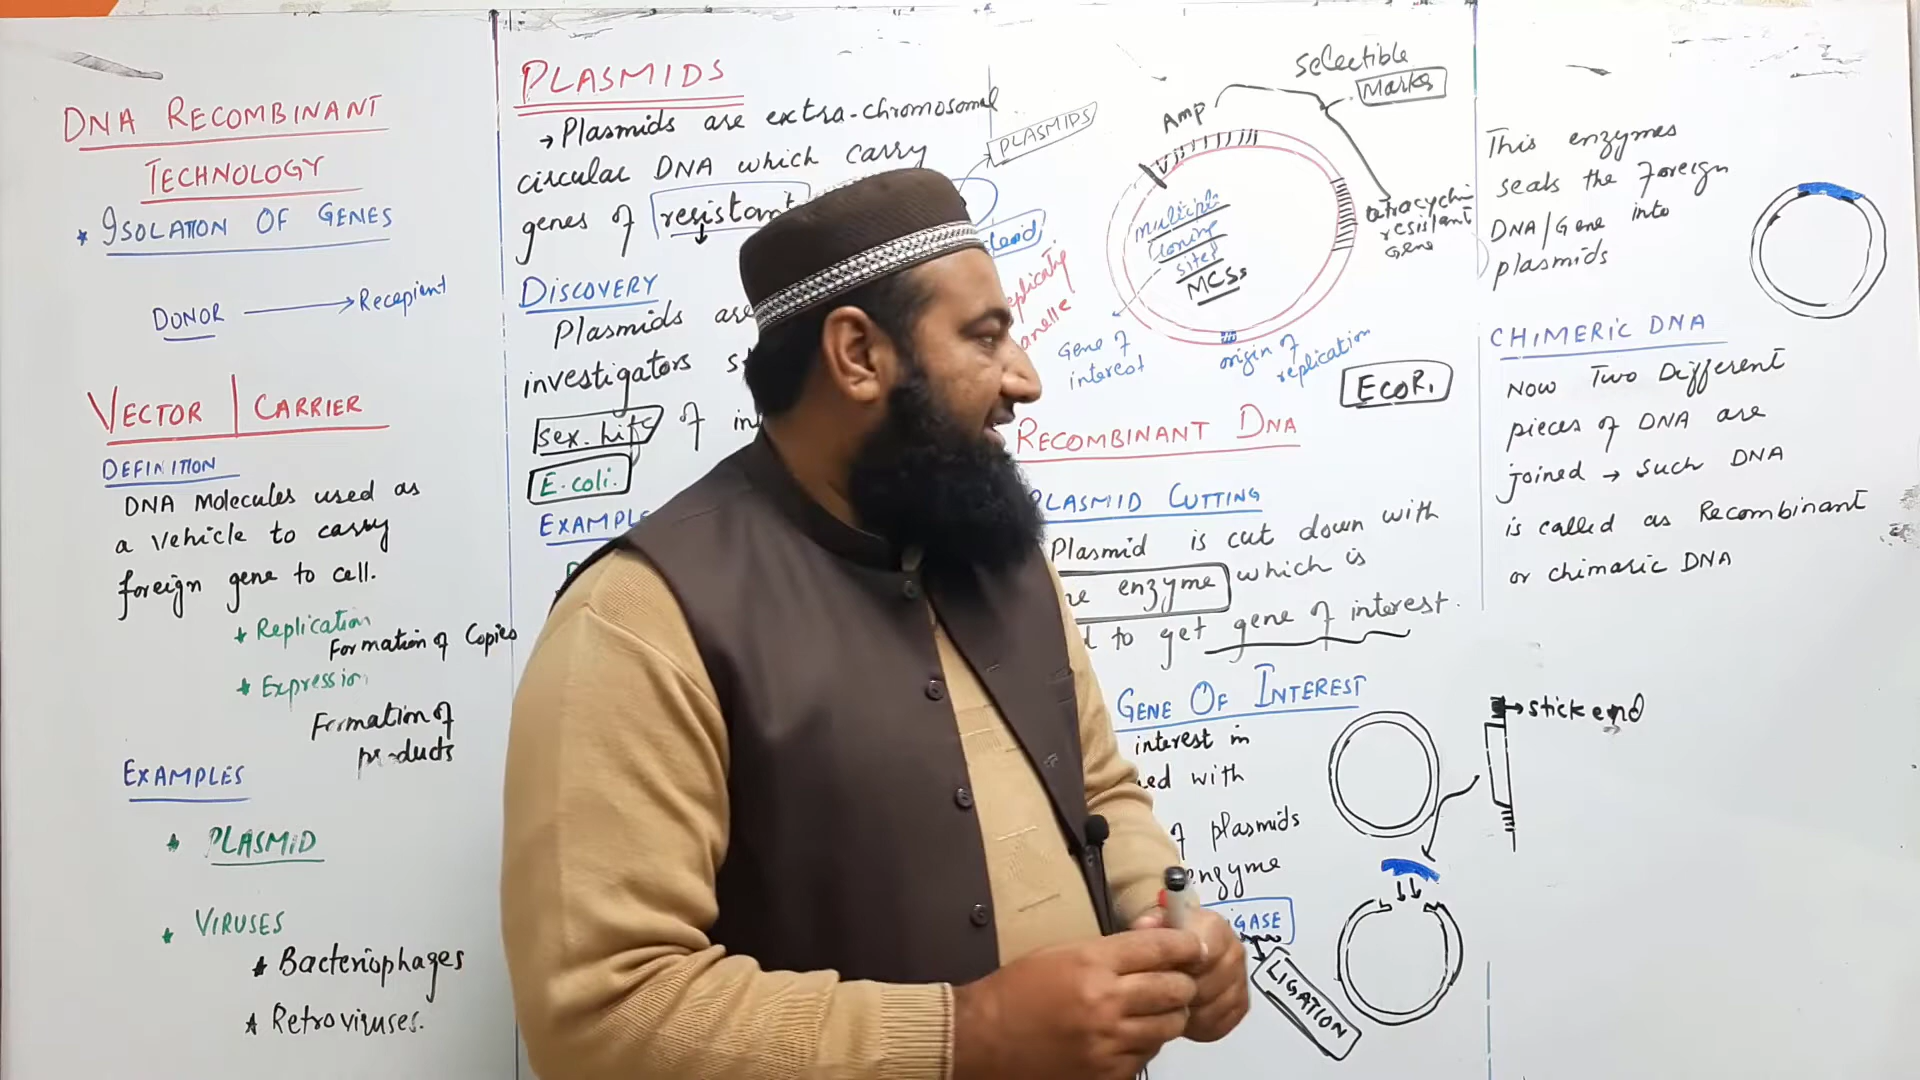 DNA RECOMBINANT
TECHNOLOGY
* ISOLATION OF GENES
DONOR → Recepient
VECTOR | CARRIER
DEFINITION
DNA Molecules used as
a vehicle to carry
foreign gene to cell.
* Replication
Formation of Copies
* Expression
Formation of
products
EXAMPLES
* PLASMID
* VIRUSES
* Bacteriophages
* Retroviruses.
PLASMIDS
→ Plasmids are extra-chromosomal
circular DNA which carry
genes of resistant
DISCOVERY
Plasmids are
investigators
sex. life of
E.coli.
EXAMPLE
PLASMIDS
Amp
selectible
Marks
tetracyclin
resistant
Gene
multiple
cloning
sites
MCSs
Gene of
interest
origin of
replication
EcoR1
RECOMBINANT DNA
PLASMID CUTTING
Plasmid is cut down with
enzyme which is
to get gene of interest.
GENE OF INTEREST
interest in
with
of plasmids
enzyme
LIGATION
This enzymes
seals the foreign
DNA/Gene into
plasmids
CHIMERIC DNA
Now Two Different
pieces of DNA are
joined → Such DNA
is called as Recombinant
or chimaric DNA
→ stick end